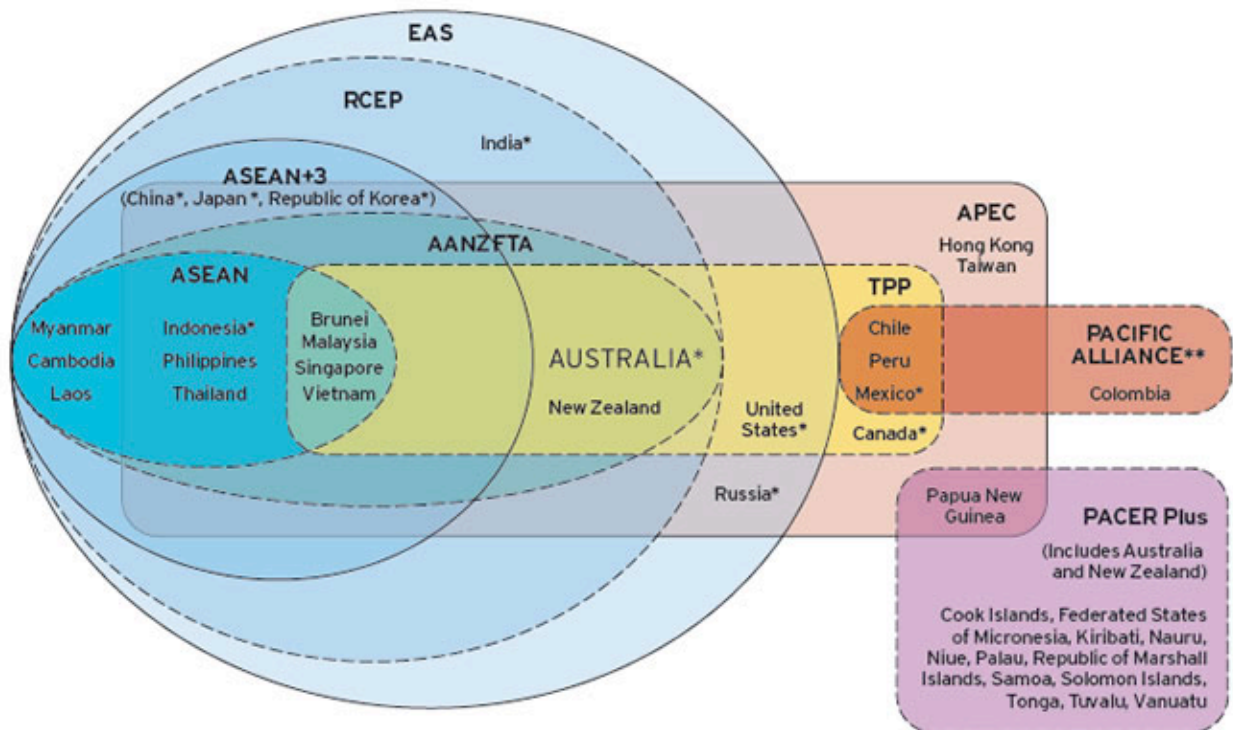 EAS
RCEP
India*
ASEAN+3
(China*, Japan*, Republic of Korea*)
APEC
Hong Kong
Taiwan
AANZFTA
ASEAN
TPP
Myanmar
Cambodia
Laos
Indonesia*
Philippines
Thailand
Brunei
Malaysia
Singapore
Vietnam
AUSTRALIA*
New Zealand
United
States*
Chile
Peru
Mexico*
Canada*
PACIFIC
ALLIANCE**
Colombia
Russia*
Papua New
Guinea
PACER Plus
(Includes Australia
and New Zealand)
Cook Islands, Federated States
of Micronesia, Kiribati, Nauru,
Niue, Palau, Republic of Marshall
Islands, Samoa, Solomon Islands,
Tonga, Tuvalu, Vanuatu